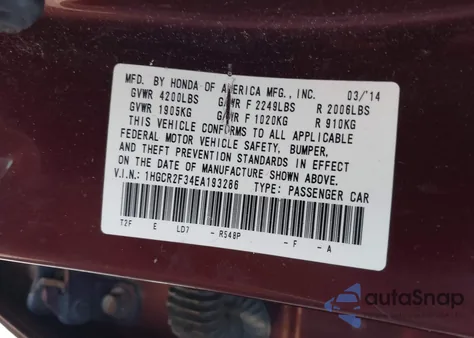 MFD. BY HONDA OF AMERICA MFG., INC. 03/'14
GVWR 4200LBS GAWR F 2249LBS R 2006LBS
GVWR 1905KG GAWR F 1020KG R 910KG
THIS VEHICLE CONFORMS TO ALL APPLICABLE
FEDERAL MOTOR VEHICLE SAFETY, BUMPER,
AND THEFT PREVENTION STANDARDS IN EFFECT
ON THE DATE OF MANUFACTURE SHOWN ABOVE.
V.I.N.: 1HGCR2F34EA193286 TYPE: PASSENGER CAR
T2F E LD7 - R548P - F - A
autoSnap